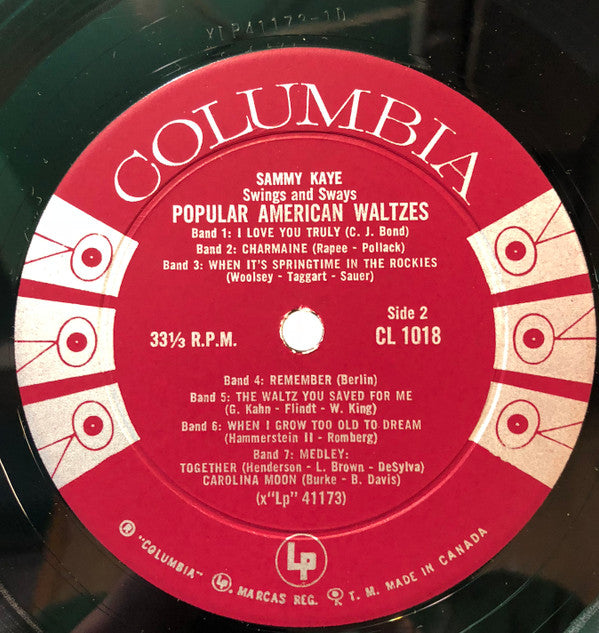 XLP41173-1D
COLUMBIA
SAMMY KAYE
Swings and Sways
POPULAR AMERICAN WALTZES
Band 1: I LOVE YOU TRULY (C. J. Bond)
Band 2: CHARMAINE (Rapee - Pollack)
Band 3: WHEN IT'S SPRINGTIME IN THE ROCKIES
(Woolsey - Taggart - Sauer)
33⅓ R.P.M.
Side 2
CL 1018
Band 4: REMEMBER (Berlin)
Band 5: THE WALTZ YOU SAVED FOR ME
(G. Kahn - Flindt - W. King)
Band 6: WHEN I GROW TOO OLD TO DREAM
(Hammerstein II - Romberg)
Band 7: MEDLEY:
TOGETHER (Henderson - L. Brown - DeSylva)
CAROLINA MOON (Burke - B. Davis)
(x"Lp" 41173)
Lp
® "COLUMBIA" Lp. MARCAS REG. T. M. MADE IN CANADA